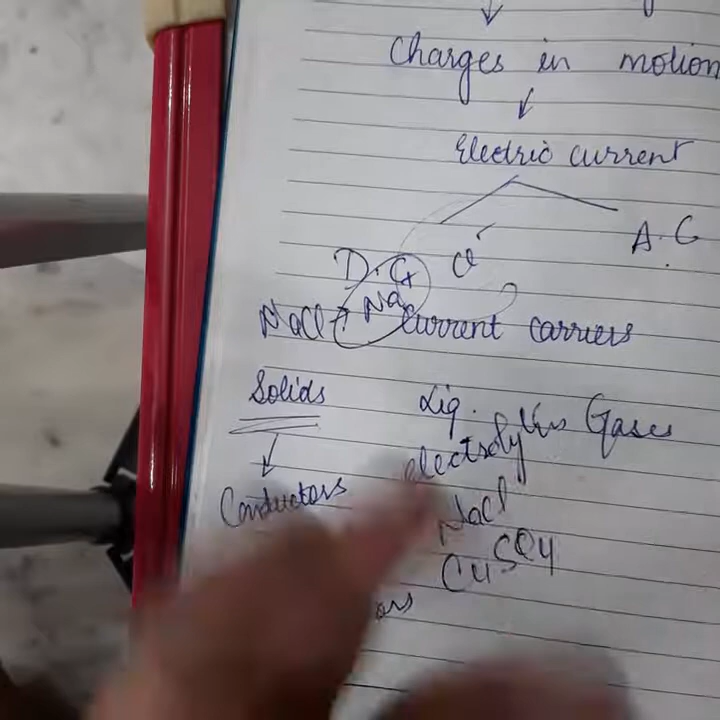 Charges in motion
Electric current
D.C A.C
NaCl → Na+ Cl-
Current carriers
Solids Liq. Gases
electrolytes
Conductors
NaCl
CuSO4